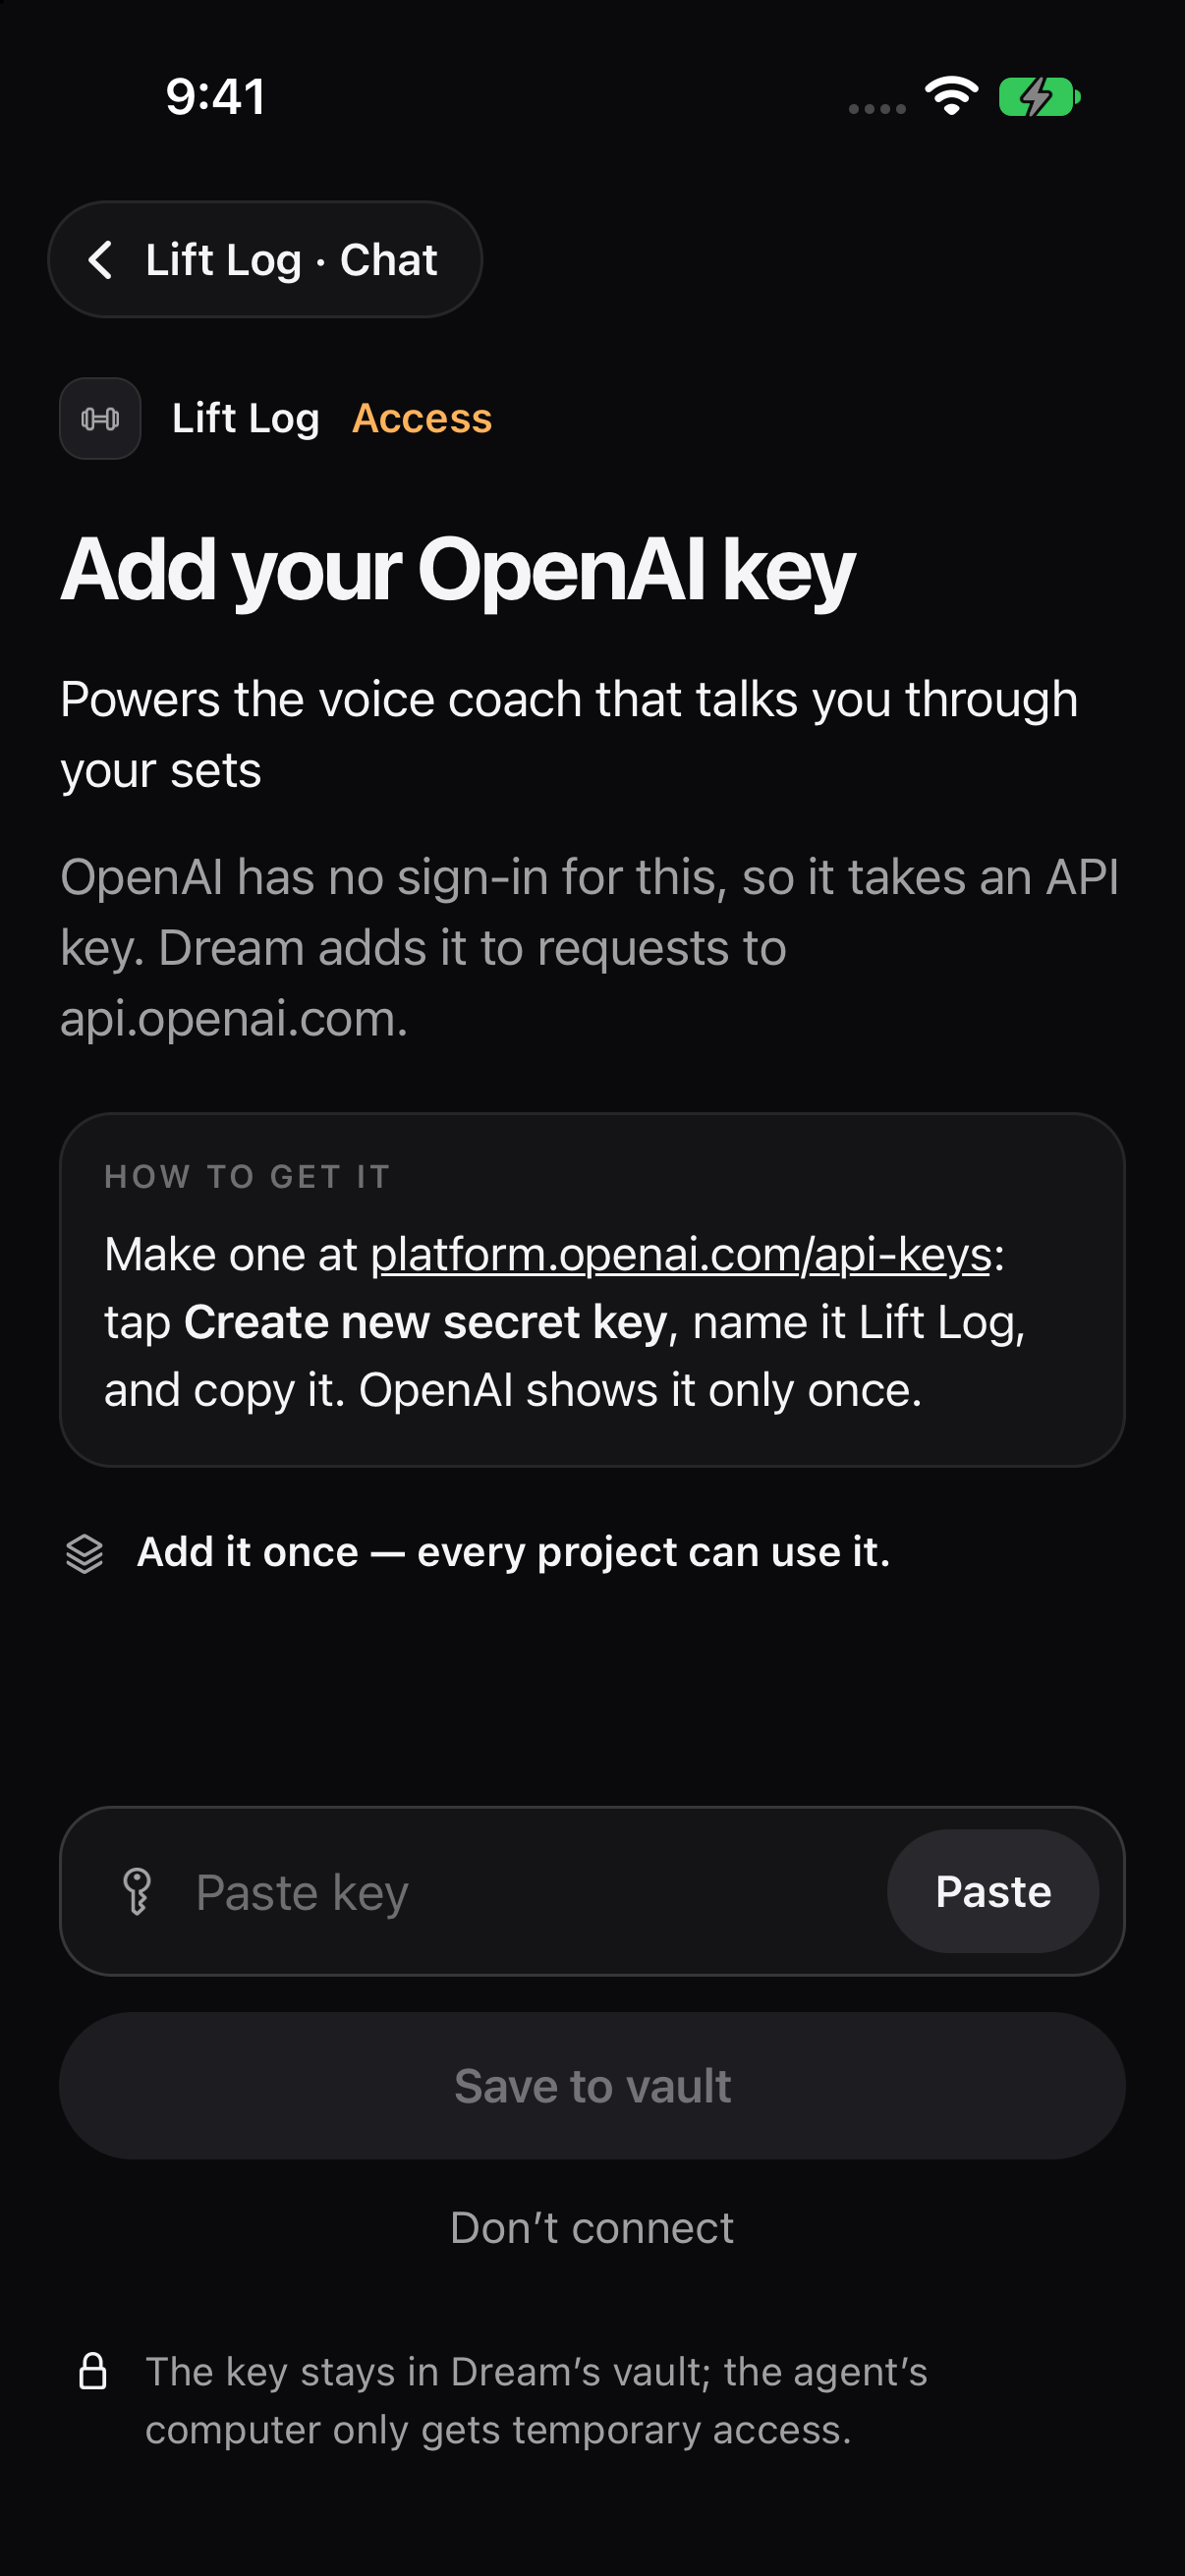 9:41
Lift Log · Chat
Lift Log Access
Add your OpenAI key
Powers the voice coach that talks you through
your sets
OpenAI has no sign-in for this, so it takes an API
key. Dream adds it to requests to
api.openai.com.
HOW TO GET IT
Make one at platform.openai.com/api-keys:
tap Create new secret key, name it Lift Log,
and copy it. OpenAI shows it only once.
Add it once — every project can use it.
Paste key Paste
Save to vault
Don’t connect
The key stays in Dream’s vault; the agent’s
computer only gets temporary access.